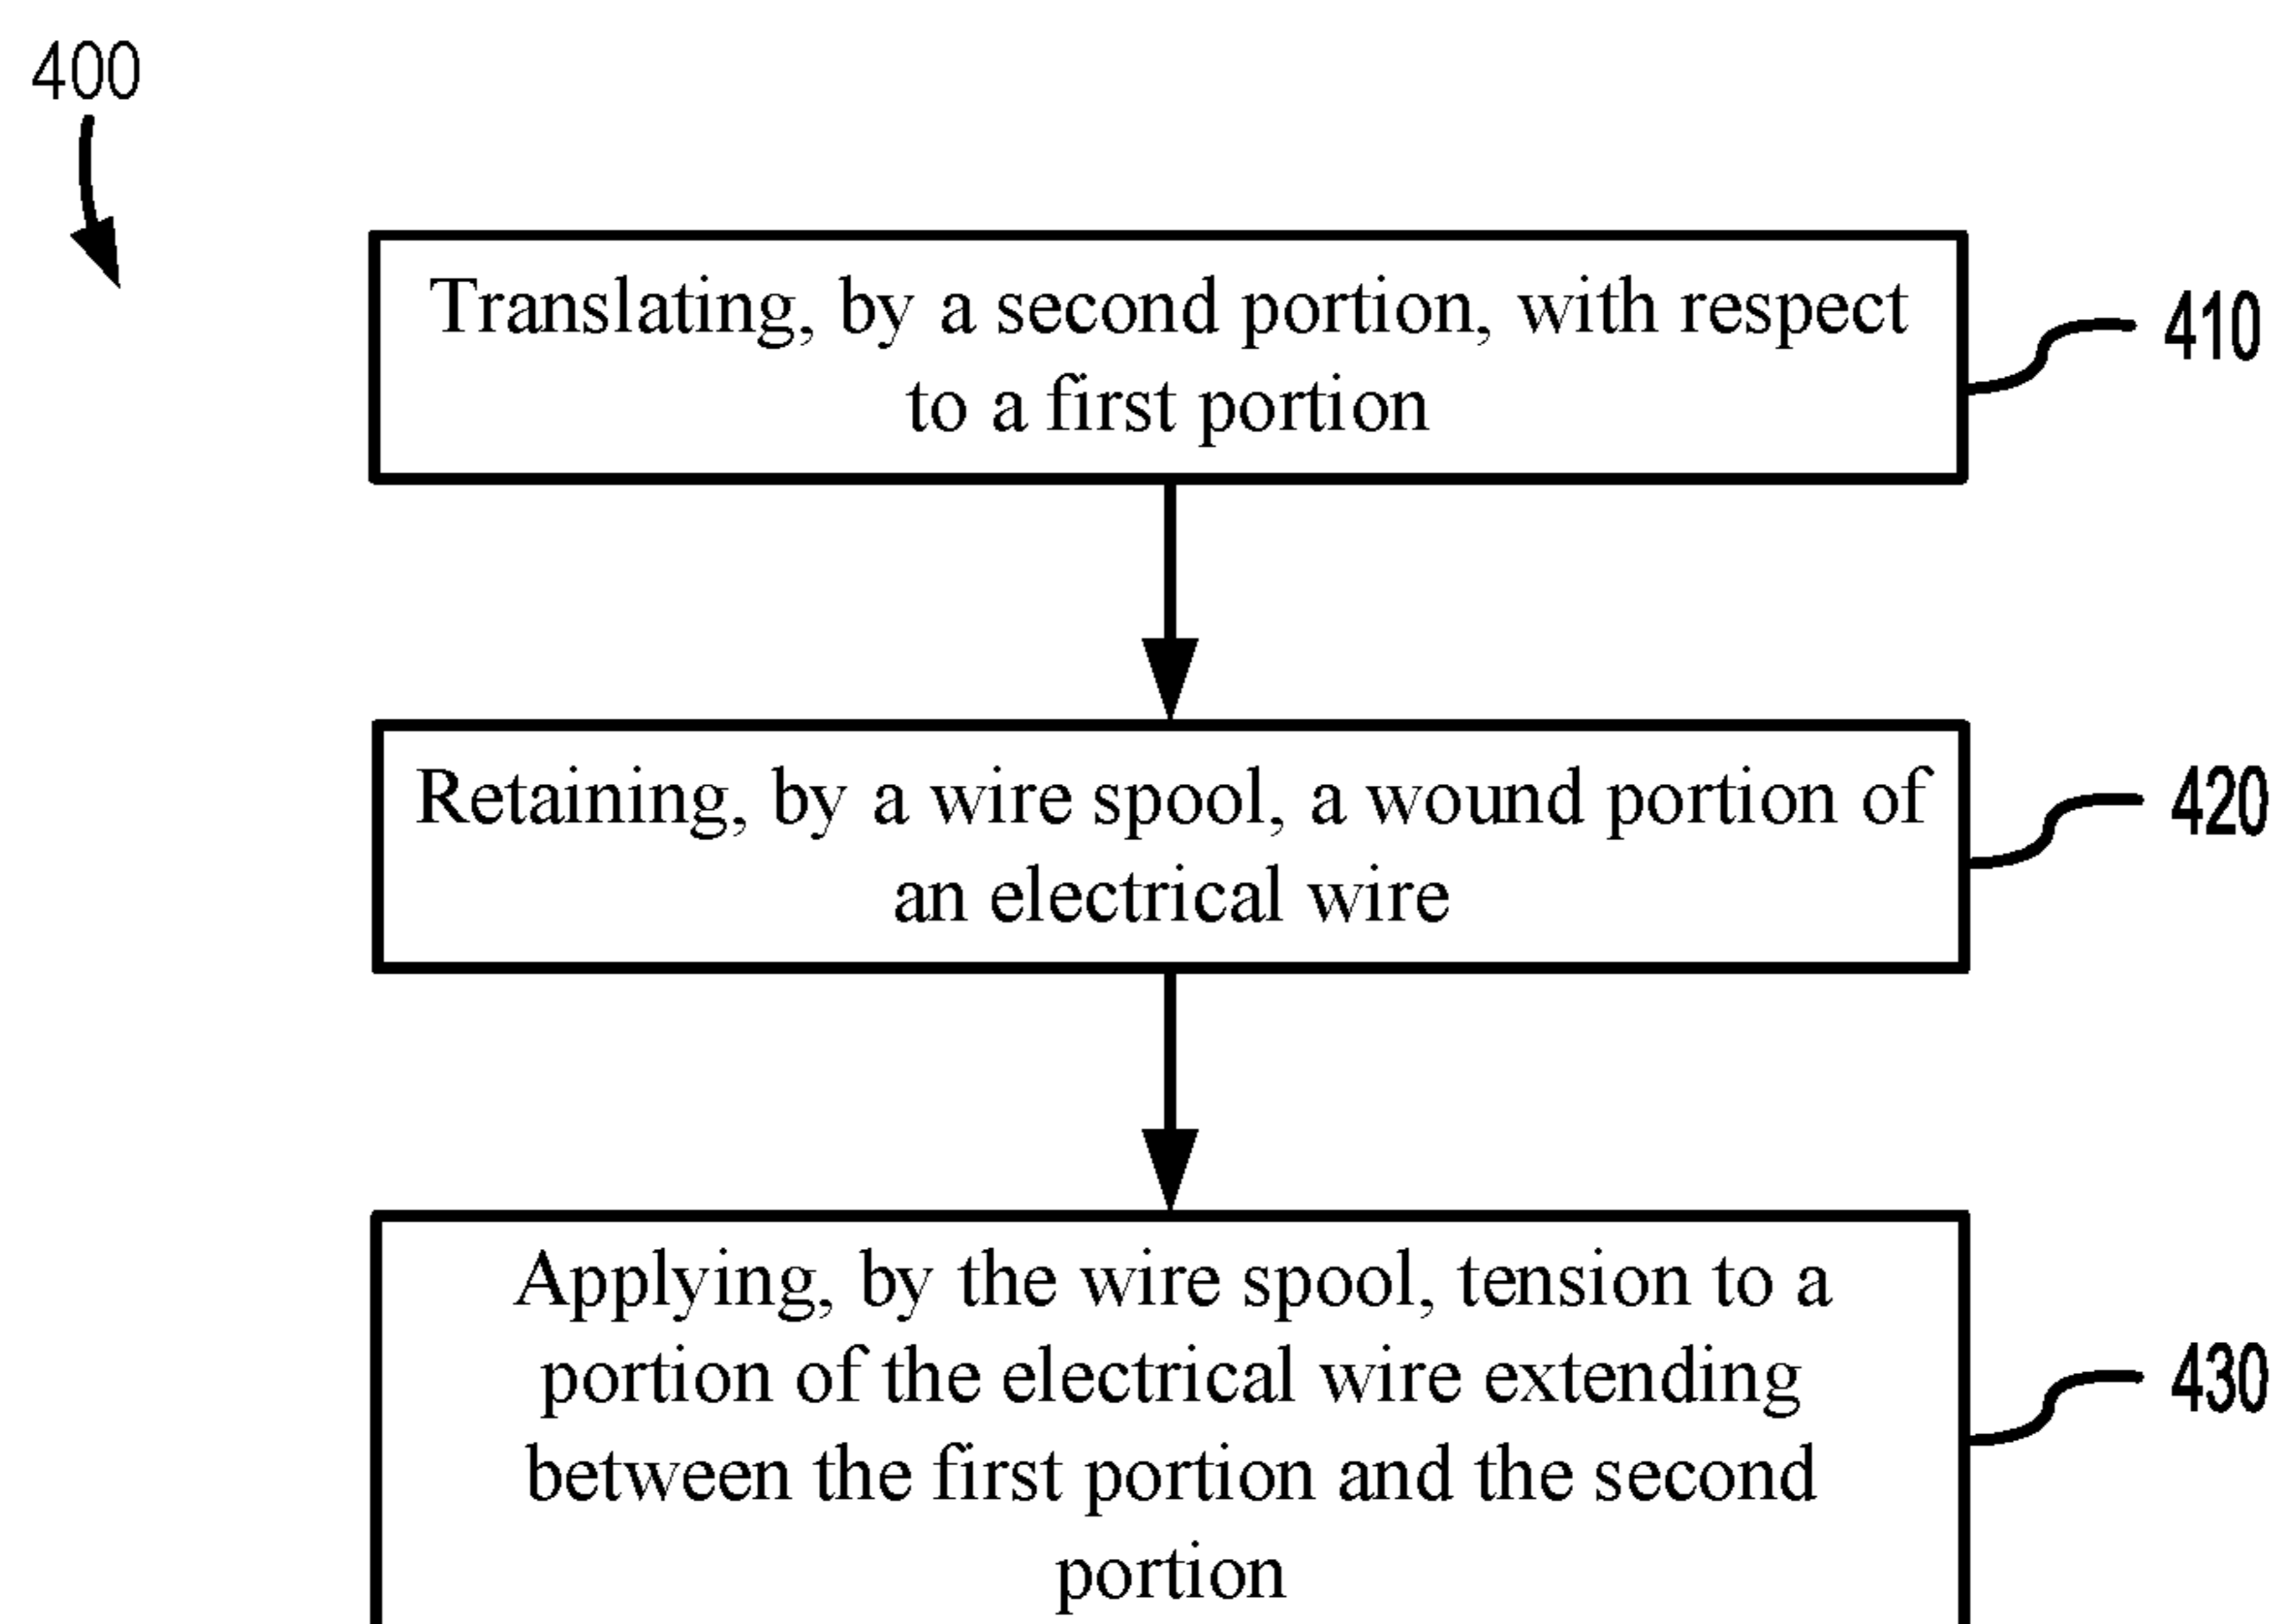 400
Translating, by a second portion, with respect
to a first portion
410
Retaining, by a wire spool, a wound portion of
an electrical wire
420
Applying, by the wire spool, tension to a
portion of the electrical wire extending
between the first portion and the second
portion
430